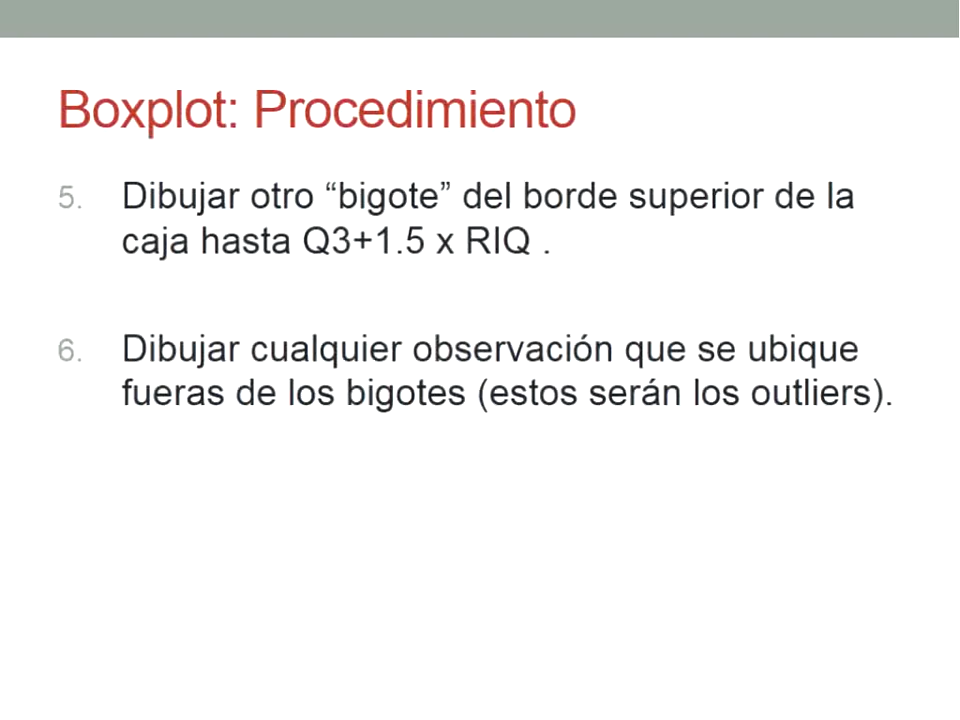 Boxplot: Procedimiento
5. Dibujar otro “bigote” del borde superior de la
caja hasta Q3+1.5 x RIQ .
6. Dibujar cualquier observación que se ubique
fueras de los bigotes (estos serán los outliers).